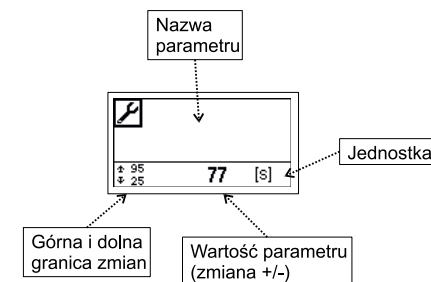 Nazwa
parametru
95
25
77
[s]
Jednostka
Górna i dolna
granica zmian
Wartość parametru
(zmiana +/-)